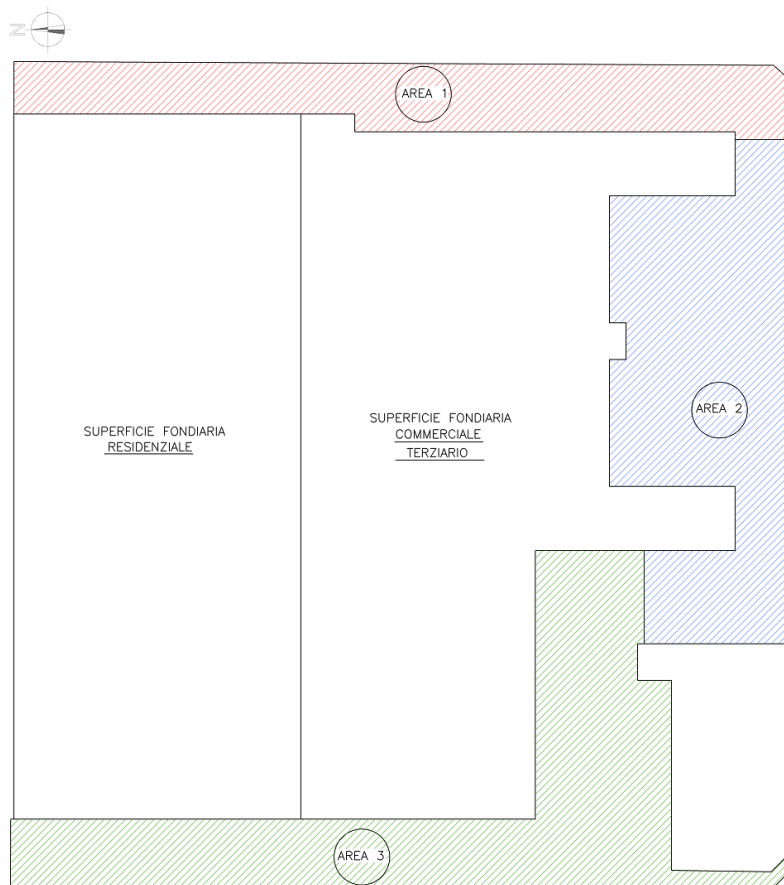 N
AREA 1
AREA 2
SUPERFICIE FONDIARIA
RESIDENZIALE
SUPERFICIE FONDIARIA
COMMERCIALE
TERZIARIO
AREA 3